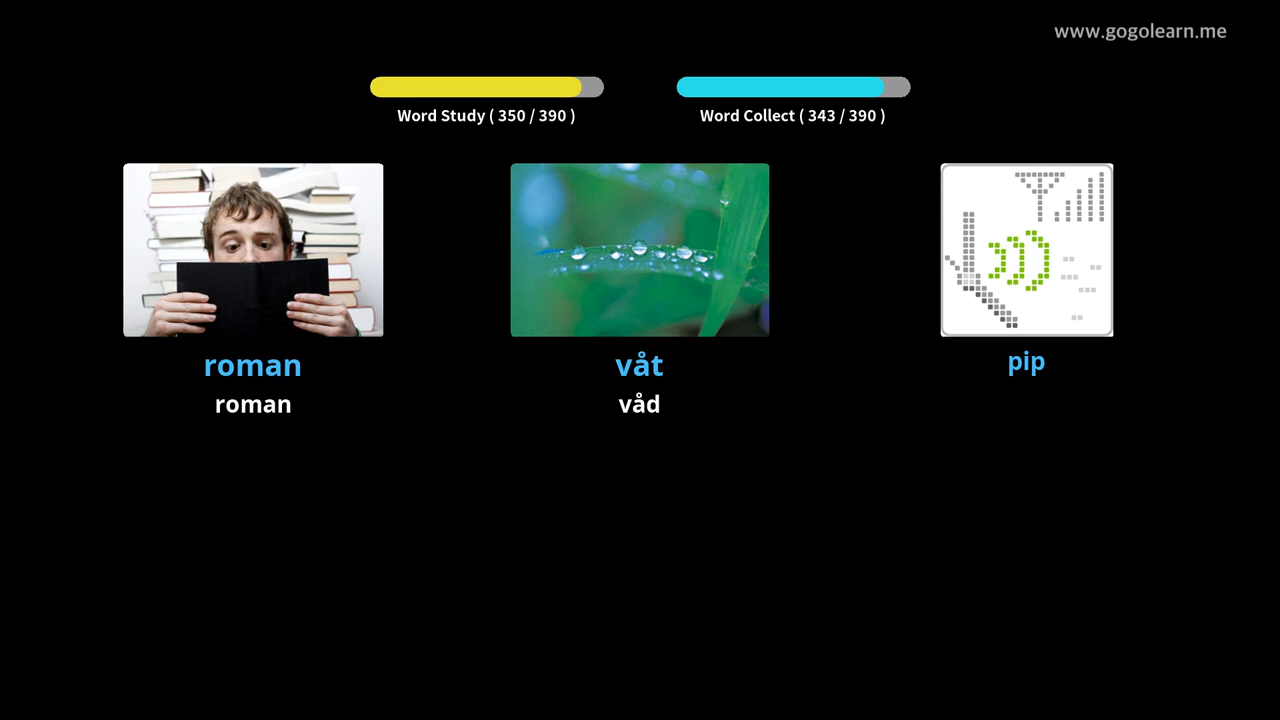 www.gogolearn.me
Word Study ( 350 / 390 )
Word Collect ( 343 / 390 )
roman
våt
pip
roman
våd